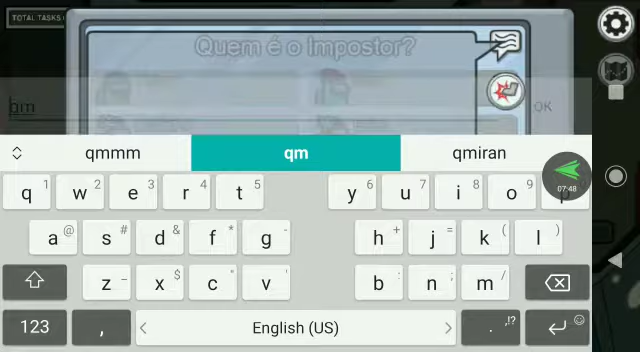 TOTAL TASKS
Quem é o Impostor?
qm
OK
qmmm qm qmiran
07:48
q 1 w 2 e 3 r 4 t 5 y 6 u 7 i 8 o 9 p
a @ s # d & f * g - h + j = k ( l )
z _ x $ c " v ' b : n ; m /
123 , English (US) . ,!?